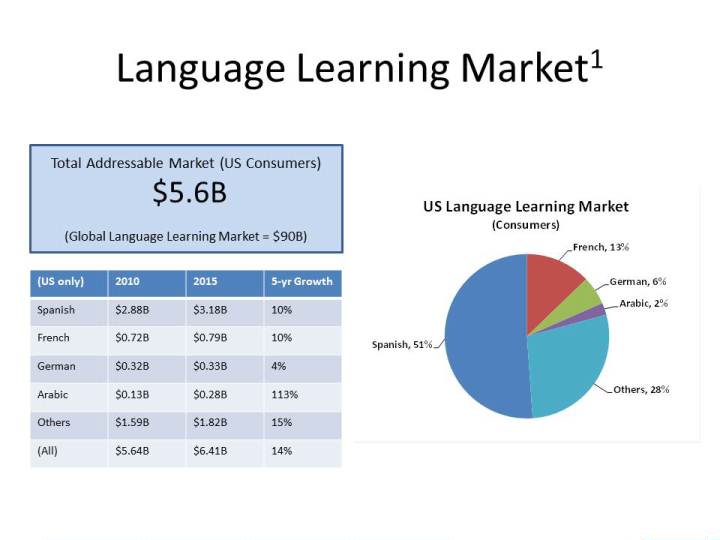 Language Learning Market¹
Total Addressable Market (US Consumers)
$5.6B
(Global Language Learning Market = $90B)
(US only) 2010 2015 5-yr Growth
Spanish $2.88B $3.18B 10%
French $0.72B $0.79B 10%
German $0.32B $0.33B 4%
Arabic $0.13B $0.28B 113%
Others $1.59B $1.82B 15%
(All) $5.64B $6.41B 14%
US Language Learning Market
(Consumers)
French, 13%
German, 6%
Arabic, 2%
Spanish, 51%
Others, 28%